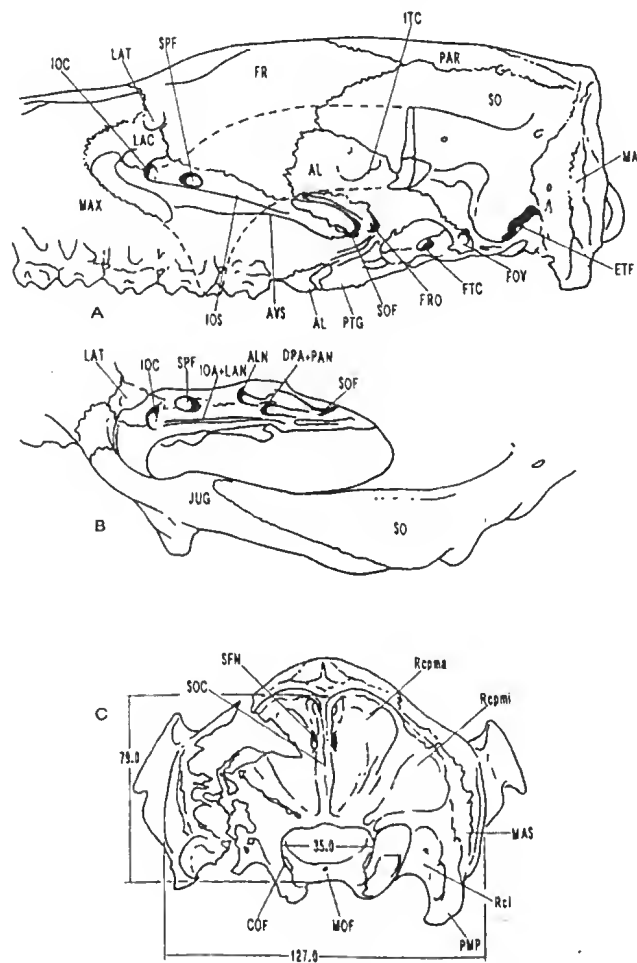 ITC
SPF
LAT
PAR
IOC
FR
SO
LAC
AL
MA
MAX
A
IOS
AVS
AL
PTG
SOF
FRO
FTC
FOV
ETF
LAT
IOC
SPF
IOA+LAN
ALN
DPA+PAN
SOF
JUG
SO
B
SFN
Rcpma
SOC
Rcpmi
C
79.0
35.0
MAS
COF
MOF
Rcl
PMP
127.0